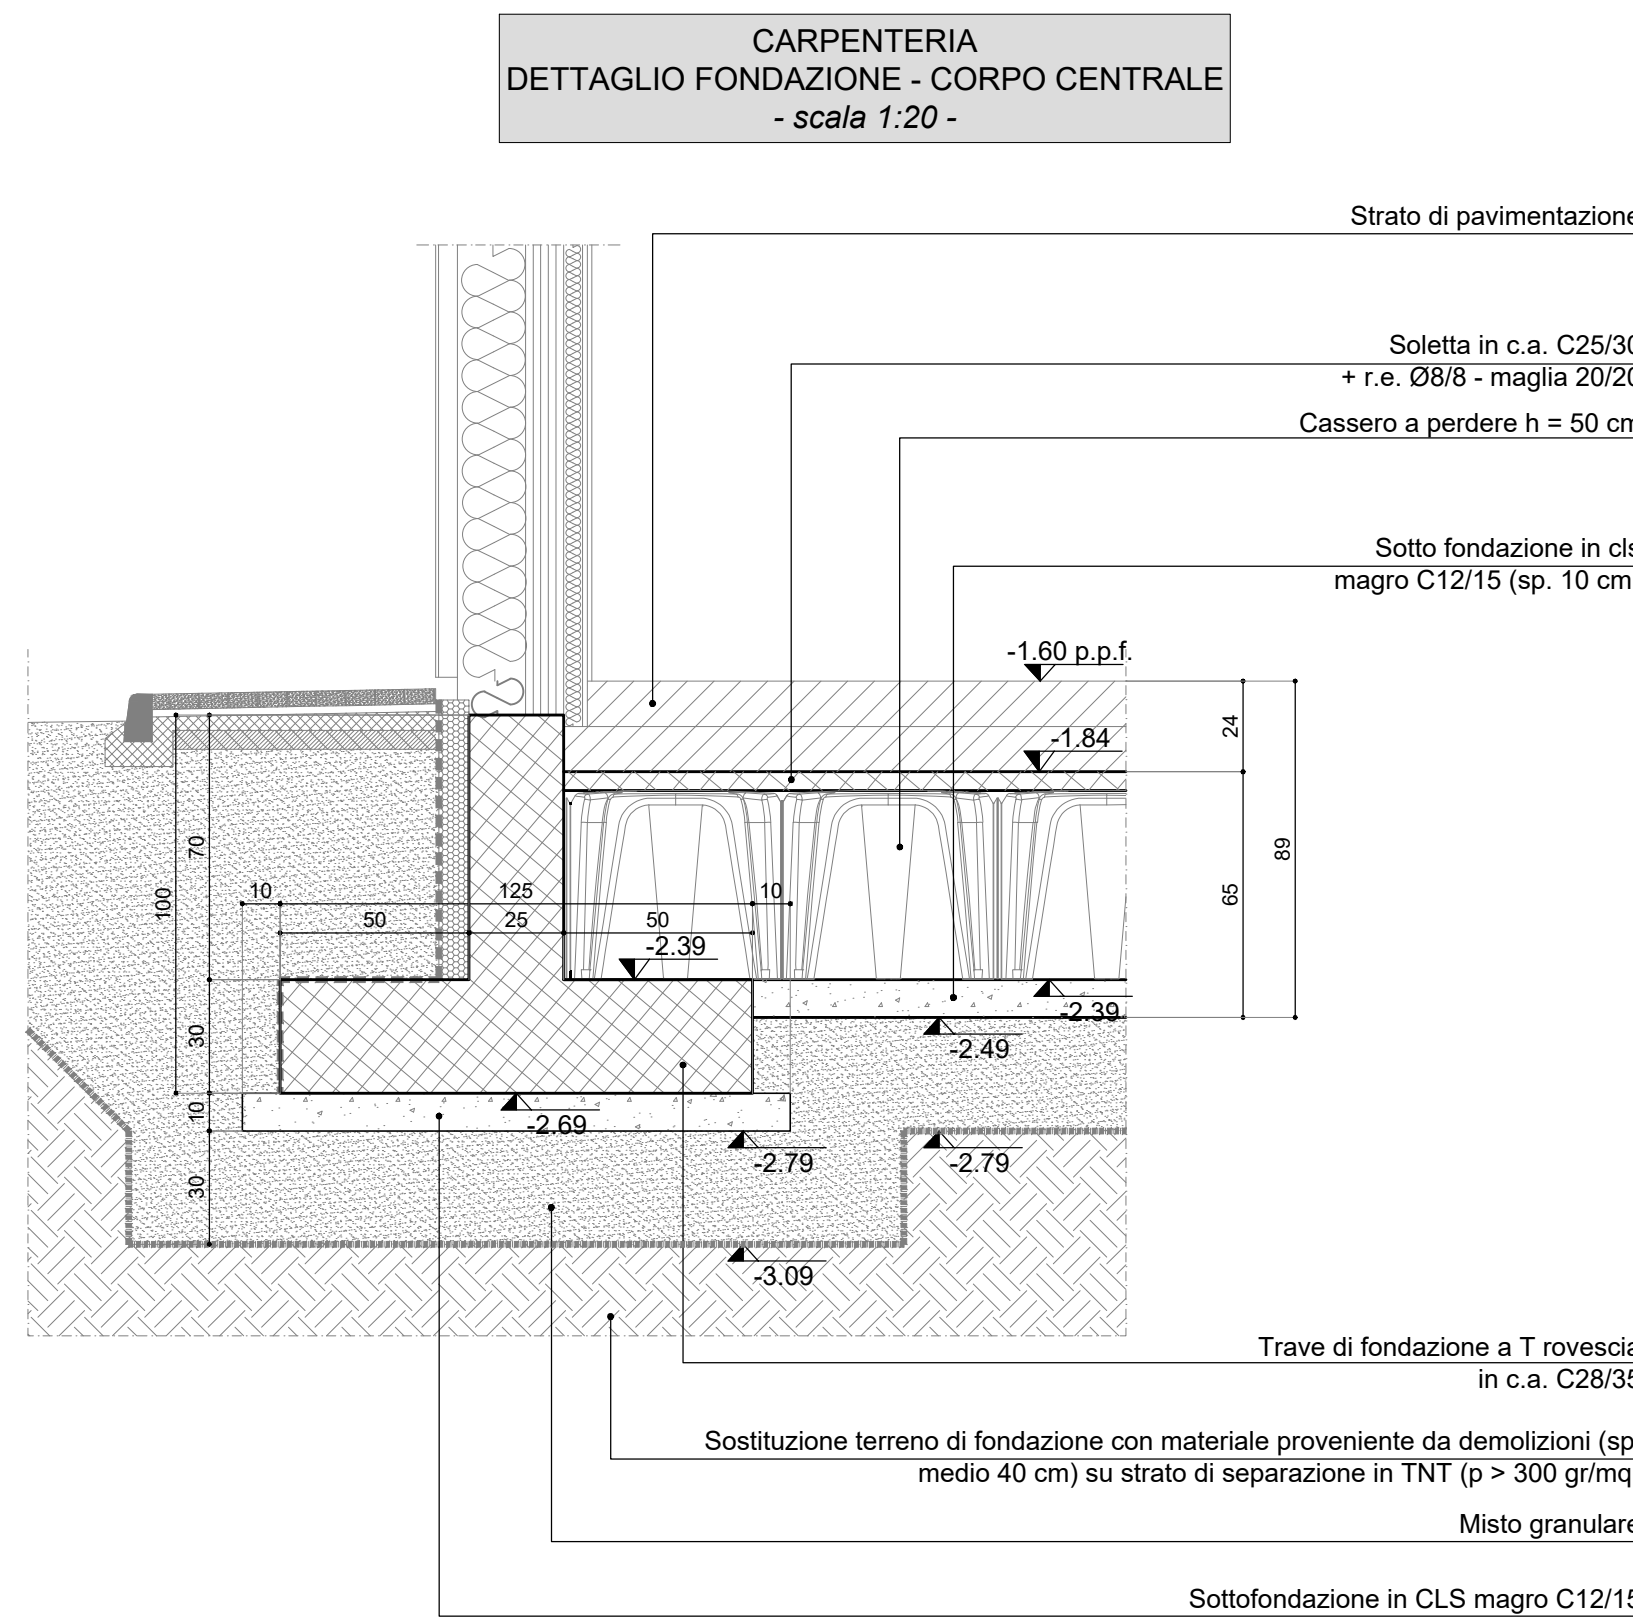 CARPENTERIA
DETTAGLIO FONDAZIONE - CORPO CENTRALE
- scala 1:20 -
Strato di pavimentazione
Soletta in c.a. C25/30
+ r.e. Ø8/8 - maglia 20/20
Cassero a perdere h = 50 cm
Sotto fondazione in cls
magro C12/15 (sp. 10 cm
-1.60 p.p.f.
24
-1.84
70
89
100
10
125
10
65
50
25
50
-2.39
-2.39
30
-2.49
10
-2.69
-2.79
-2.79
30
-3.09
Trave di fondazione a T rovescia
in c.a. C28/35
Sostituzione terreno di fondazione con materiale proveniente da demolizioni (sp
medio 40 cm) su strato di separazione in TNT (p > 300 gr/mq
Misto granulare
Sottofondazione in CLS magro C12/15